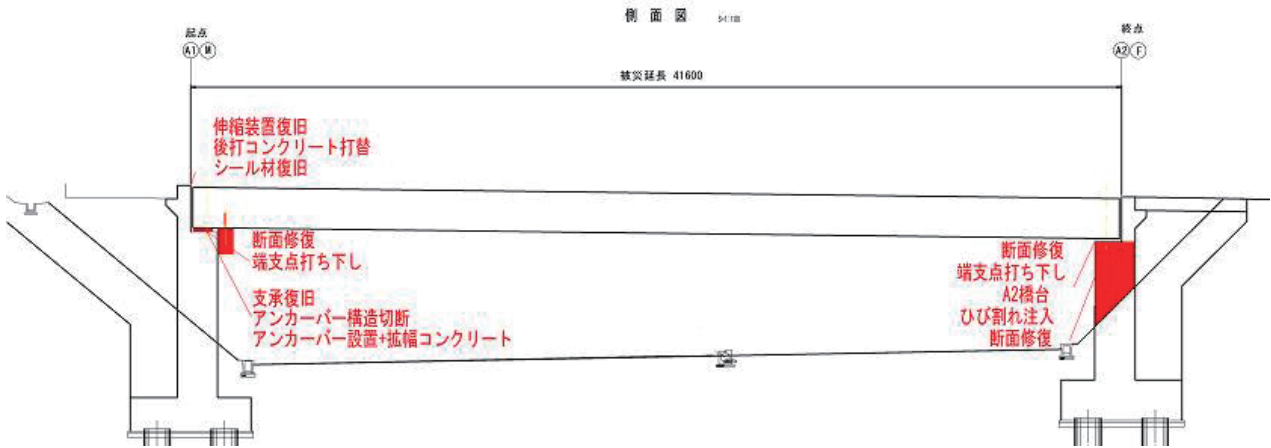 側面図
起点
A1 M
終点
A2 F
被災延長 41600
伸縮装置復旧
後打コンクリート打替
シール材復旧
断面修復
端支点打ち下し
支承復旧
アンカーバー構造切断
アンカーバー設置+拡幅コンクリート
断面修復
端支点打ち下し
A2橋台
ひび割れ注入
断面修復